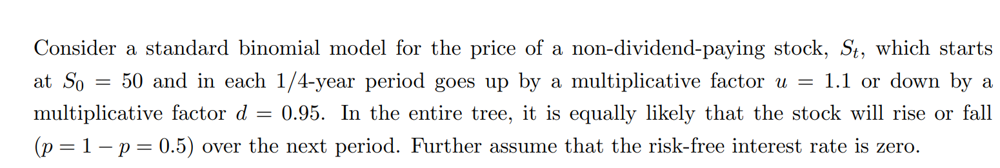 Consider a standard binomial model for the price of a non-dividend-paying stock, S_t, which starts
at S_0 = 50 and in each 1/4-year period goes up by a multiplicative factor u = 1.1 or down by a
multiplicative factor d = 0.95. In the entire tree, it is equally likely that the stock will rise or fall
(p = 1 − p = 0.5) over the next period. Further assume that the risk-free interest rate is zero.